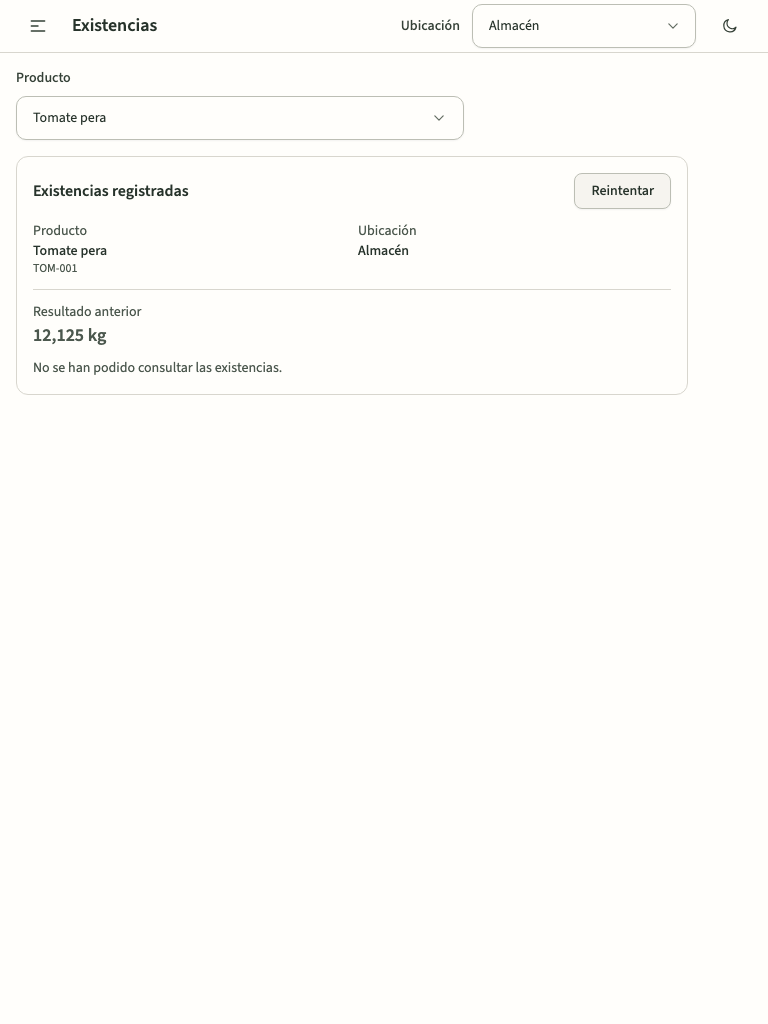 Existencias
Ubicación
Almacén
Producto
Tomate pera
Existencias registradas
Reintentar
Producto
Ubicación
Tomate pera
Almacén
TOM-001
Resultado anterior
12,125 kg
No se han podido consultar las existencias.